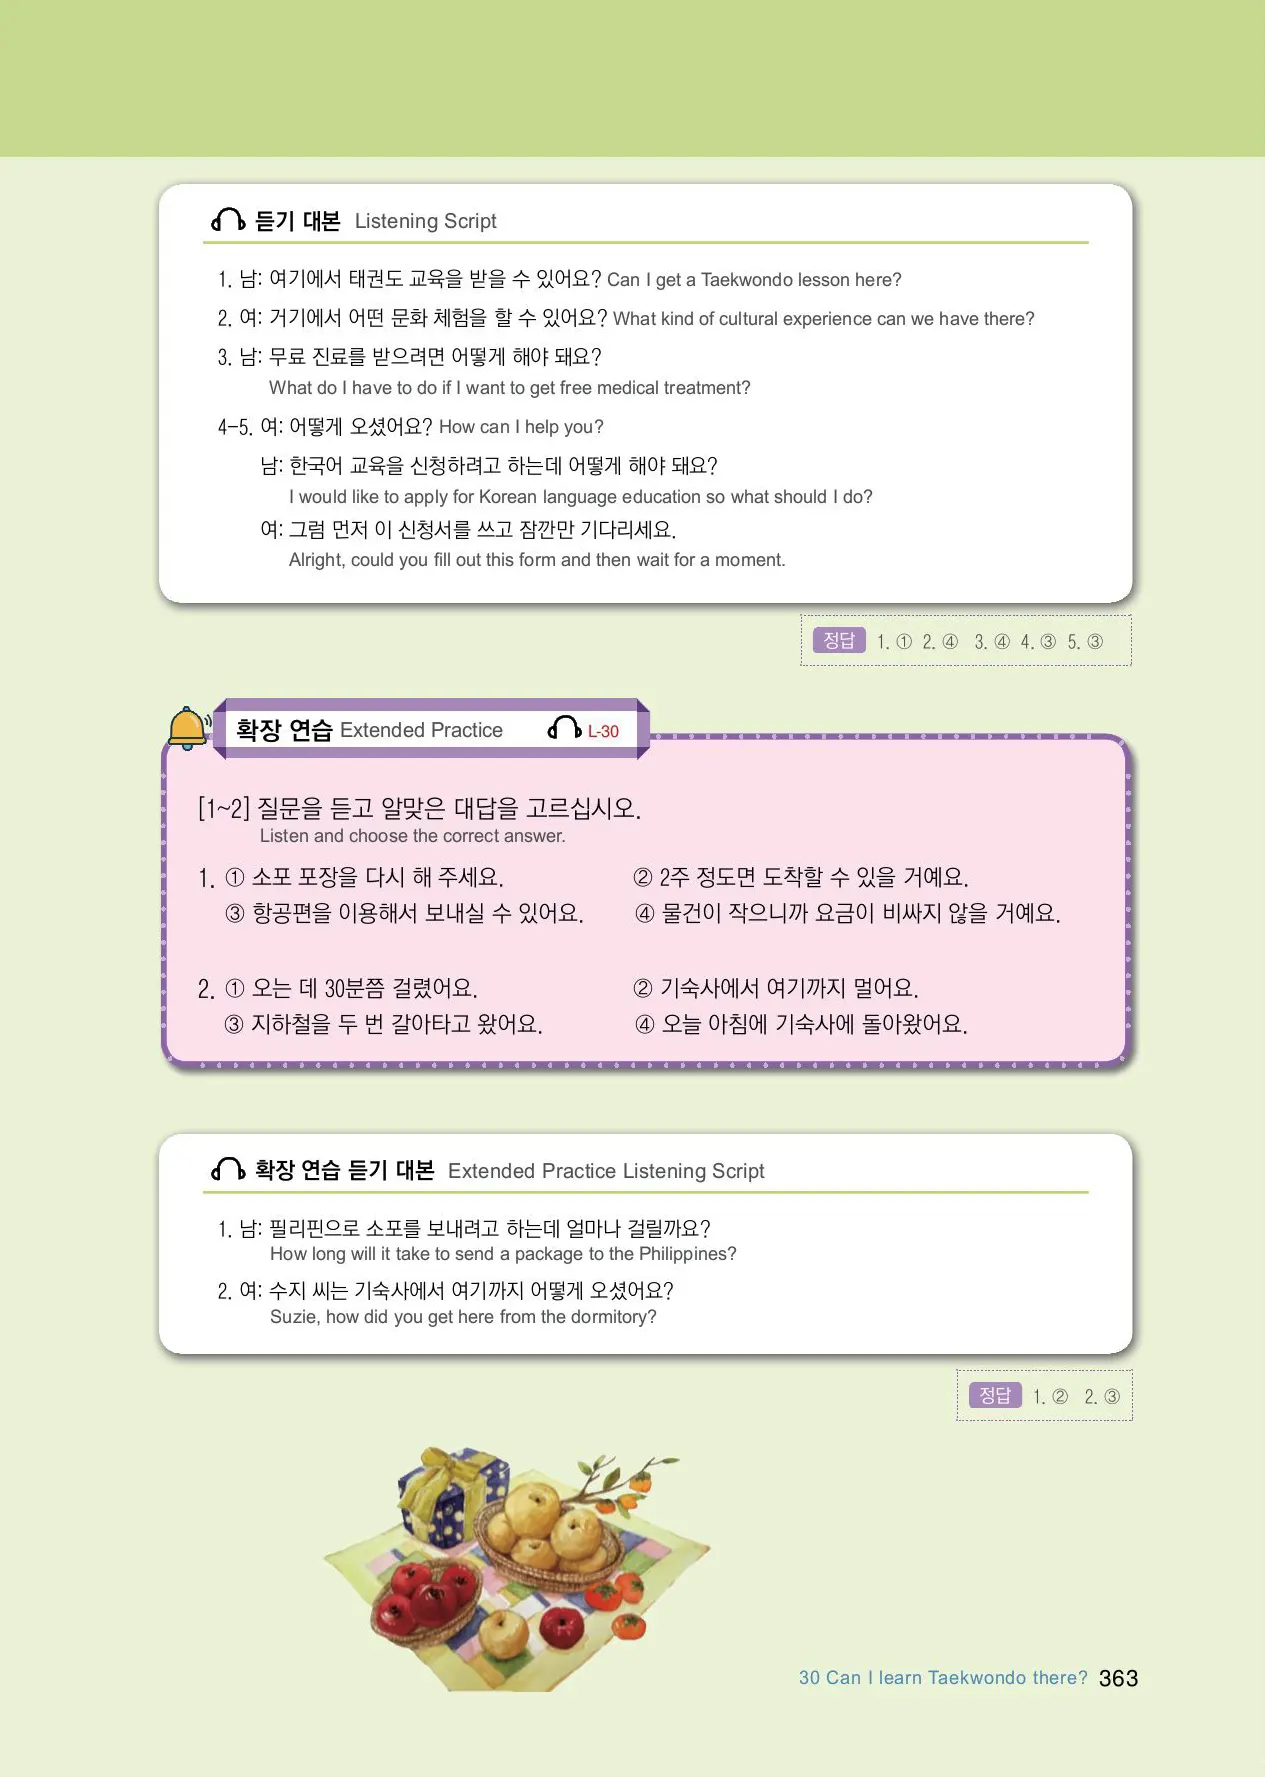 듣기 대본 Listening Script
1. 남: 여기에서 태권도 교육을 받을 수 있어요? Can I get a Taekwondo lesson here?
2. 여: 거기에서 어떤 문화 체험을 할 수 있어요? What kind of cultural experience can we have there?
3. 남: 무료 진료를 받으려면 어떻게 해야 돼요?
What do I have to do if I want to get free medical treatment?
4-5. 여: 어떻게 오셨어요? How can I help you?
남: 한국어 교육을 신청하려고 하는데 어떻게 해야 돼요?
I would like to apply for Korean language education so what should I do?
여: 그럼 먼저 이 신청서를 쓰고 잠깐만 기다리세요.
Alright, could you fill out this form and then wait for a moment.
정답 1. ① 2. ④ 3. ④ 4. ③ 5. ③
확장 연습 Extended Practice L-30
[1~2] 질문을 듣고 알맞은 대답을 고르십시오.
Listen and choose the correct answer.
1. ① 소포 포장을 다시 해 주세요. ② 2주 정도면 도착할 수 있을 거예요.
③ 항공편을 이용해서 보내실 수 있어요. ④ 물건이 작으니까 요금이 비싸지 않을 거예요.
2. ① 오는 데 30분쯤 걸렸어요. ② 기숙사에서 여기까지 멀어요.
③ 지하철을 두 번 갈아타고 왔어요. ④ 오늘 아침에 기숙사에 돌아왔어요.
확장 연습 듣기 대본 Extended Practice Listening Script
1. 남: 필리핀으로 소포를 보내려고 하는데 얼마나 걸릴까요?
How long will it take to send a package to the Philippines?
2. 여: 수지 씨는 기숙사에서 여기까지 어떻게 오셨어요?
Suzie, how did you get here from the dormitory?
정답 1. ② 2. ③
30 Can I learn Taekwondo there? 363